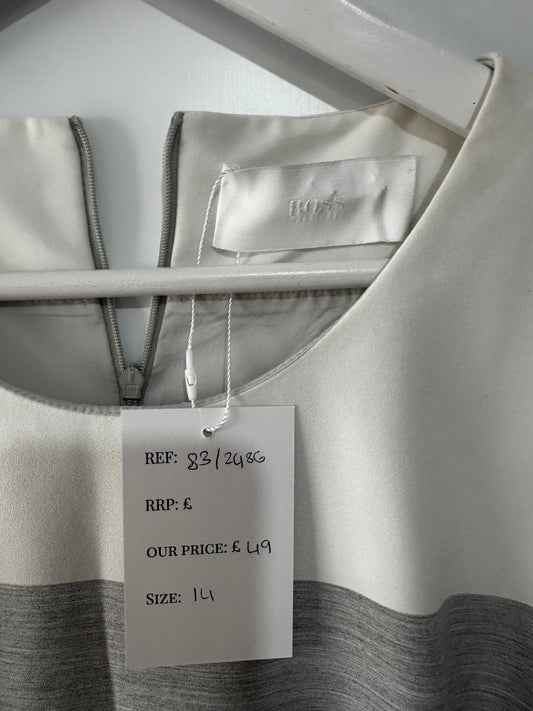 BOSS
REF: 83/2486
RRP: £
OUR PRICE: £ 49
SIZE: 14